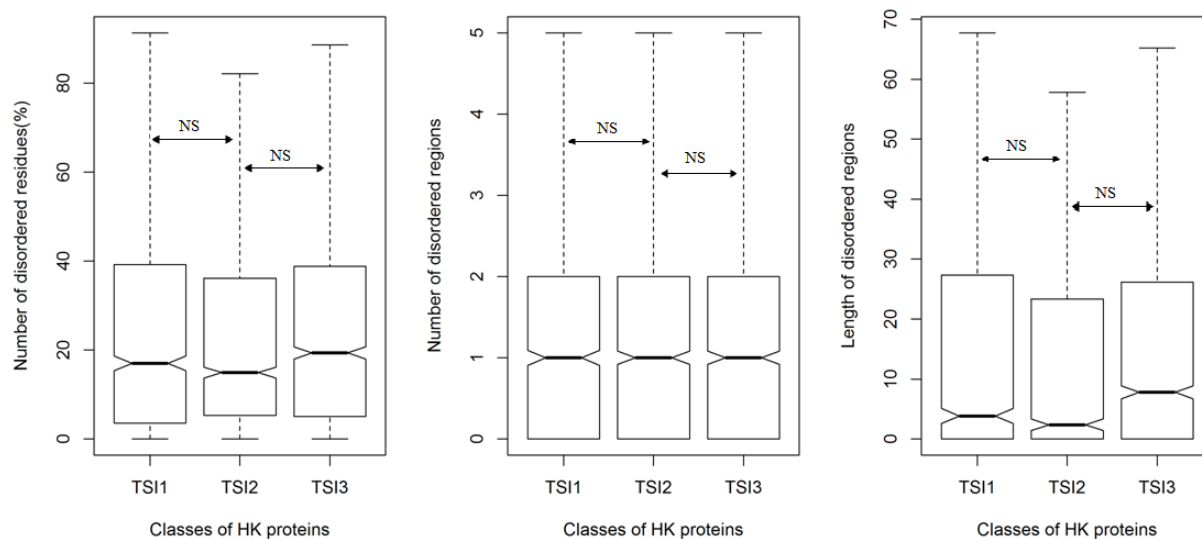 Number of disordered residues(%)
80
60
40
20
0
NS
NS
TSI1 TSI2 TSI3
Classes of HK proteins
Number of disordered regions
5
4
3
2
1
0
NS
NS
TSI1 TSI2 TSI3
Classes of HK proteins
Length of disordered regions
70
60
50
40
30
20
10
0
NS
NS
TSI1 TSI2 TSI3
Classes of HK proteins